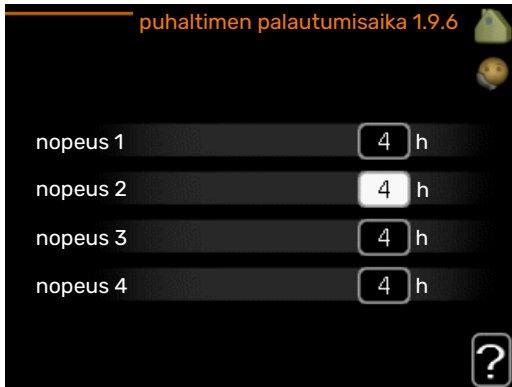 puhaltimen palautumisaika 1.9.6
nopeus 1 4 h
nopeus 2 4 h
nopeus 3 4 h
nopeus 4 4 h
?